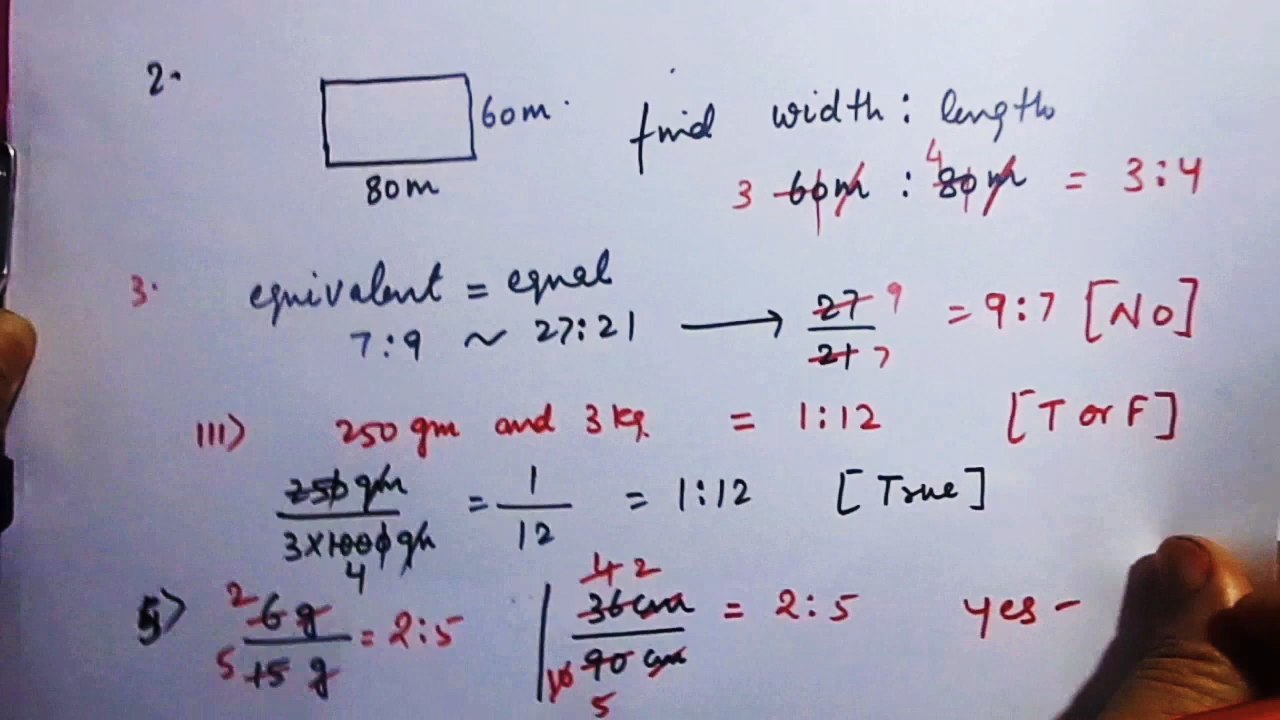 2.
60m.
80m
find width : length
3 60m : 4 80m = 3:4
3. equivalent = equal
7:9 ~ 27:21 → 27 9 / 21 7 = 9:7 [No]
III) 250 gm and 3 kg = 1:12 [T or F]
250 gm / 3×1000 gm 4 = 1/12 = 1:12 [True]
5) 2 6 g / 5 15 g = 2:5 | 4 2 36 cm / 10 90 cm 5 = 2:5 yes -